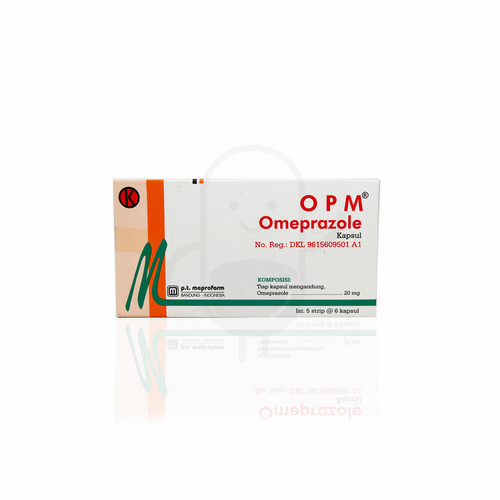 K
OPM®
Omeprazole
Kapsul
No. Reg.: DKL 9615609501 A1
KOMPOSISI:
Tiap kapsul mengandung,
Omeprazole ........................ 20 mg
Isi: 5 strip @ 6 kapsul
m p.t. meprofarm
BANDUNG - INDONESIA